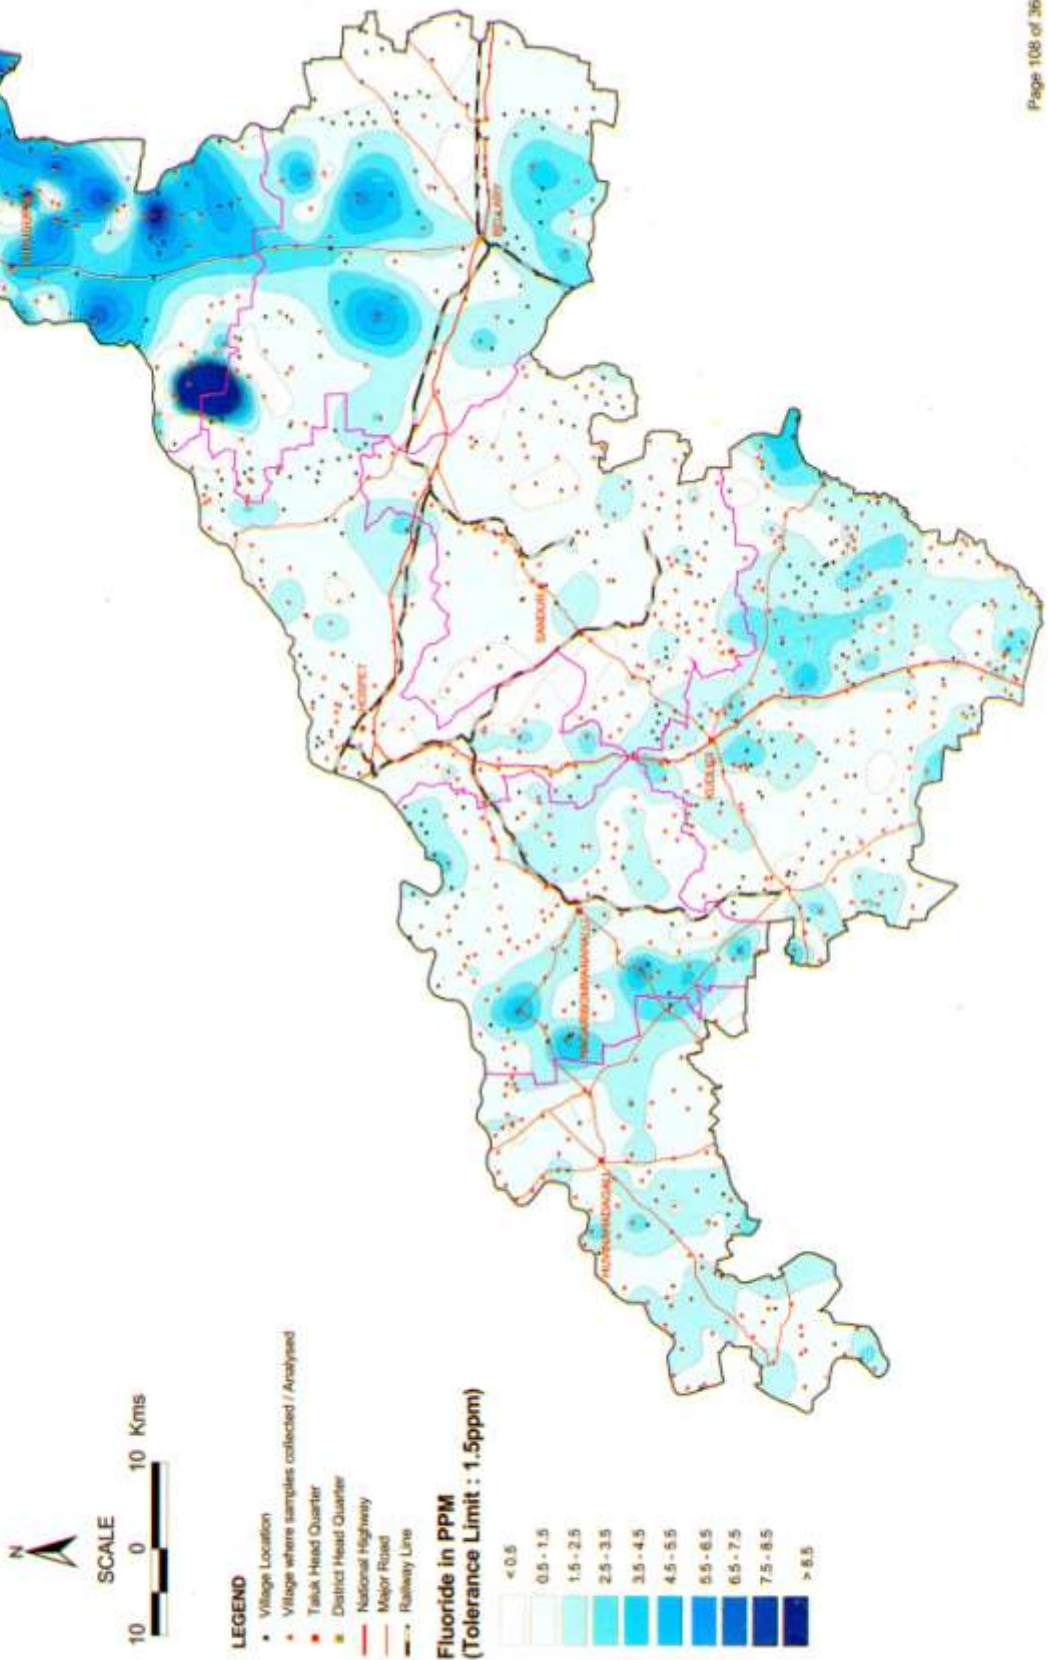 N
SCALE
10 0 10 Kms
LEGEND
Village Location
Village where samples collected / Analysed
Taluk Head Quarter
District Head Quarter
National Highway
Major Road
Railway Line
Fluoride in PPM
(Tolerance Limit : 1.5ppm)
< 0.5
0.5 - 1.5
1.5 - 2.5
2.5 - 3.5
3.5 - 4.5
4.5 - 5.5
5.5 - 6.5
6.5 - 7.5
7.5 - 8.5
> 8.5
HOSPET
SANDUR
BELLARY
KUDLIGI
HUVINAHADAGALI
Page 108 of 36